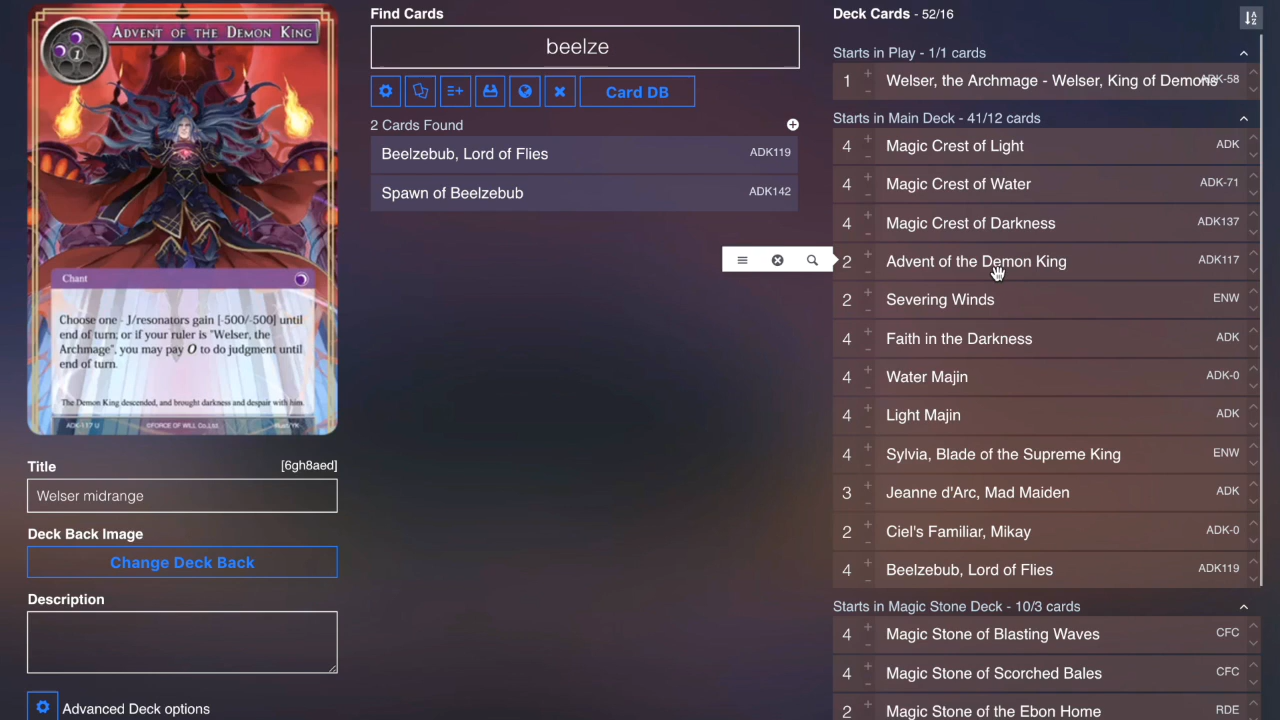 ADVENT OF THE DEMON KING
1
Chant
Choose one - J/resonators gain [-500/-500] until
end of turn; or if your ruler is "Welser, the
Archmage", you may pay 0 to do judgment until
end of turn.
The Demon King descended, and brought darkness and despair with him.
ADK-117 U
©FORCE OF WILL Co.,Ltd.
Title
[6gh8aed]
Welser midrange
Deck Back Image
Change Deck Back
Description
Advanced Deck options
Find Cards
beelze
Card DB
2 Cards Found
Beelzebub, Lord of Flies ADK119
Spawn of Beelzebub ADK142
Deck Cards - 52/16
Starts in Play - 1/1 cards
1 Welser, the Archmage - Welser, King of Demons ADK-58
Starts in Main Deck - 41/12 cards
4 Magic Crest of Light ADK
4 Magic Crest of Water ADK-71
4 Magic Crest of Darkness ADK137
2 Advent of the Demon King ADK117
2 Severing Winds ENW
4 Faith in the Darkness ADK
4 Water Majin ADK-0
4 Light Majin ADK
4 Sylvia, Blade of the Supreme King ENW
3 Jeanne d'Arc, Mad Maiden ADK
2 Ciel's Familiar, Mikay ADK-0
4 Beelzebub, Lord of Flies ADK119
Starts in Magic Stone Deck - 10/3 cards
4 Magic Stone of Blasting Waves CFC
4 Magic Stone of Scorched Bales CFC
2 Magic Stone of the Ebon Home RDE